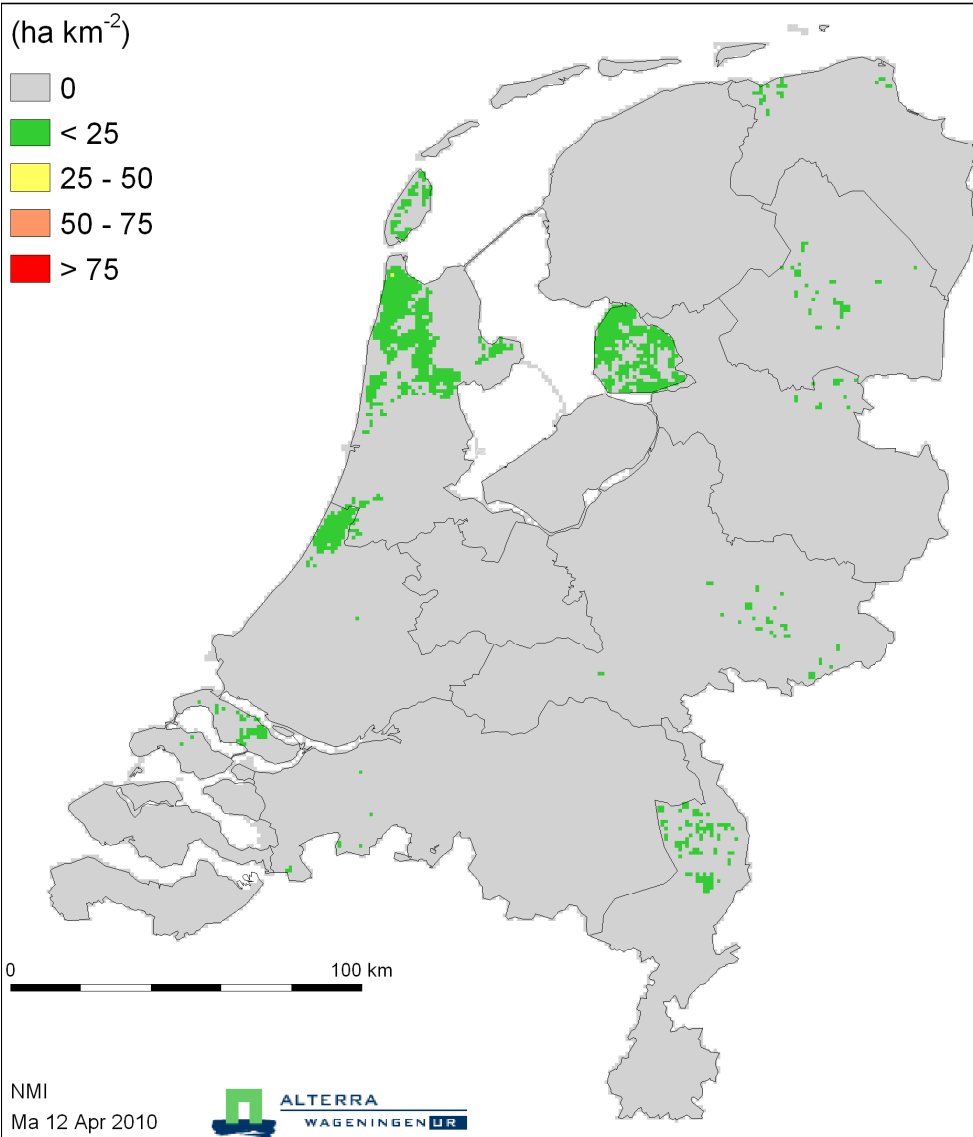 (ha km⁻²)
0
< 25
25 - 50
50 - 75
> 75
0 100 km
NMI
Ma 12 Apr 2010
ALTERRA
WAGENINGEN UR